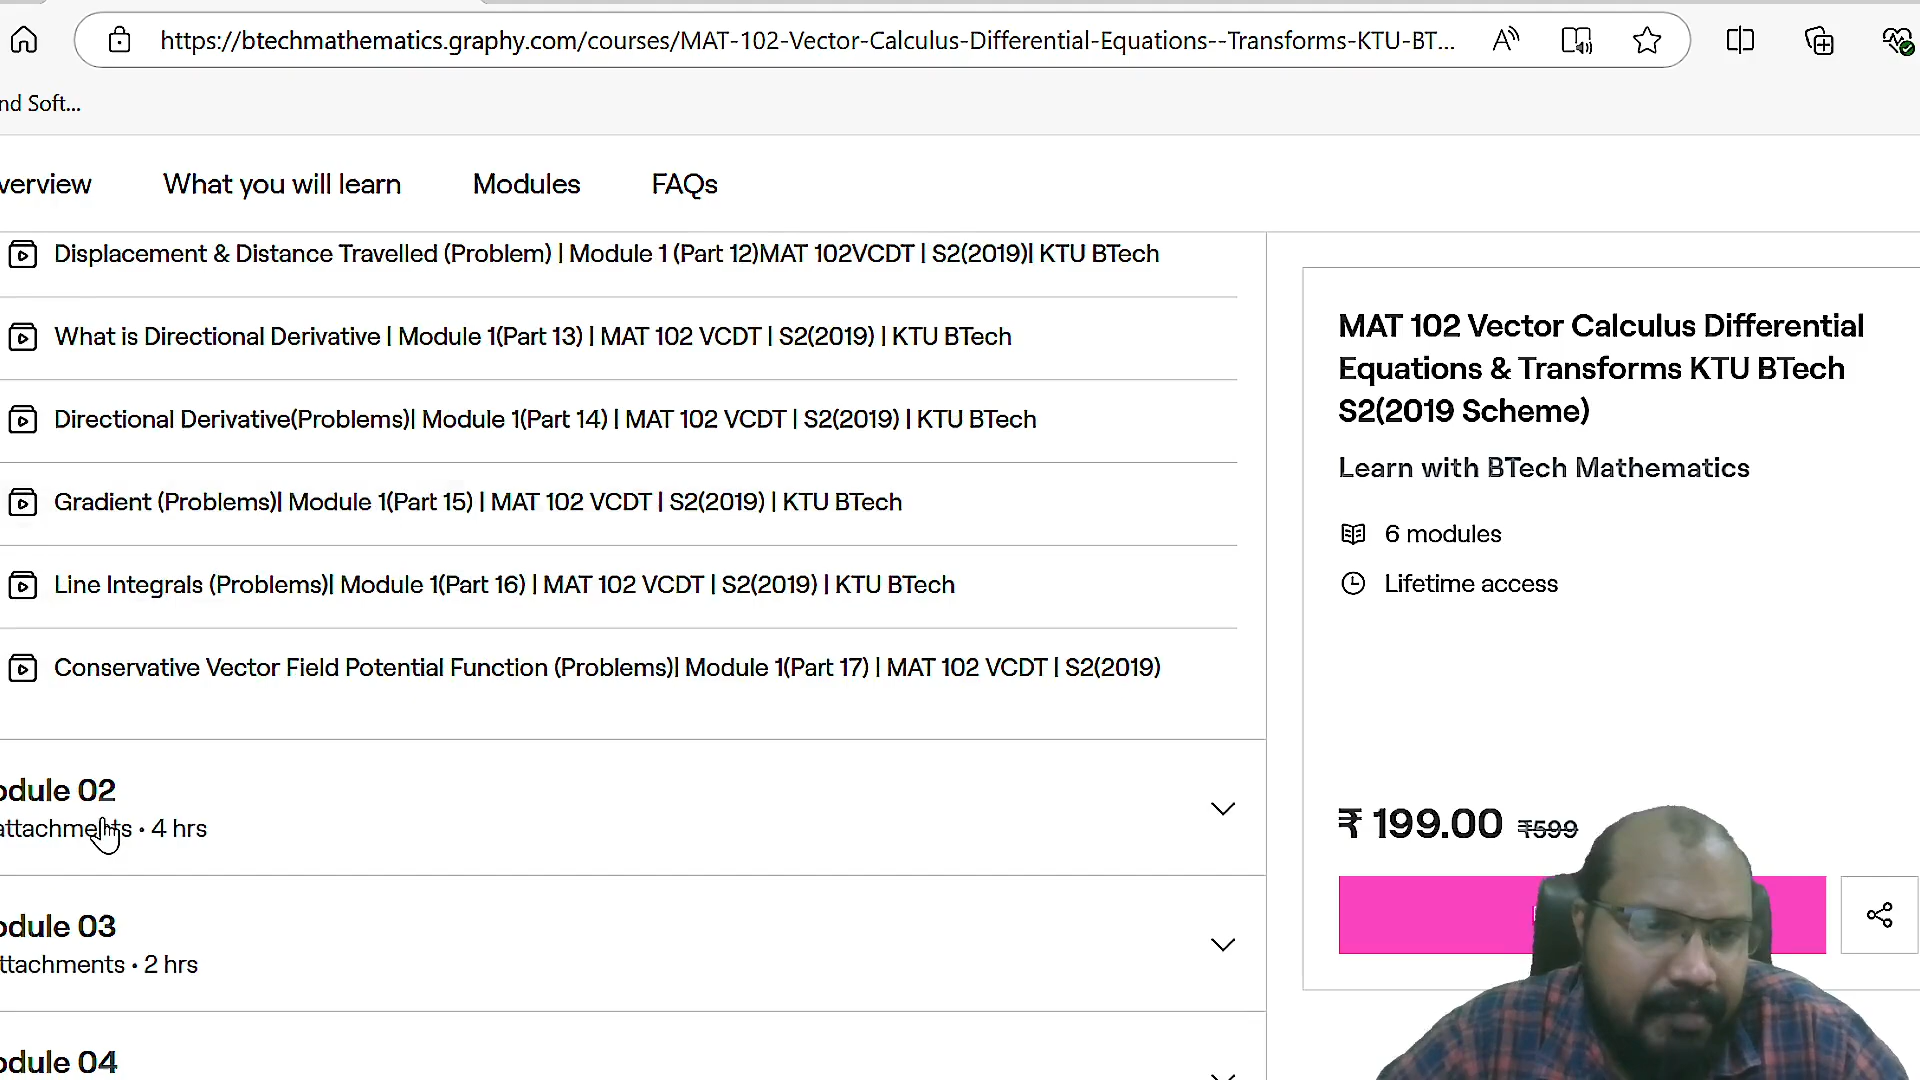 https://btechmathematics.graphy.com/courses/MAT-102-Vector-Calculus-Differential-Equations--Transforms-KTU-BT...
nd Soft...
verview
What you will learn
Modules
FAQs
Displacement & Distance Travelled (Problem) | Module 1 (Part 12)MAT 102VCDT | S2(2019)| KTU BTech
What is Directional Derivative | Module 1(Part 13) | MAT 102 VCDT | S2(2019) | KTU BTech
Directional Derivative(Problems)| Module 1(Part 14) | MAT 102 VCDT | S2(2019) | KTU BTech
Gradient (Problems)| Module 1(Part 15) | MAT 102 VCDT | S2(2019) | KTU BTech
Line Integrals (Problems)| Module 1(Part 16) | MAT 102 VCDT | S2(2019) | KTU BTech
Conservative Vector Field Potential Function (Problems)| Module 1(Part 17) | MAT 102 VCDT | S2(2019)
odule 02
attachments • 4 hrs
odule 03
ttachments • 2 hrs
odule 04
MAT 102 Vector Calculus Differential
Equations & Transforms KTU BTech
S2(2019 Scheme)
Learn with BTech Mathematics
6 modules
Lifetime access
₹ 199.00 ₹599